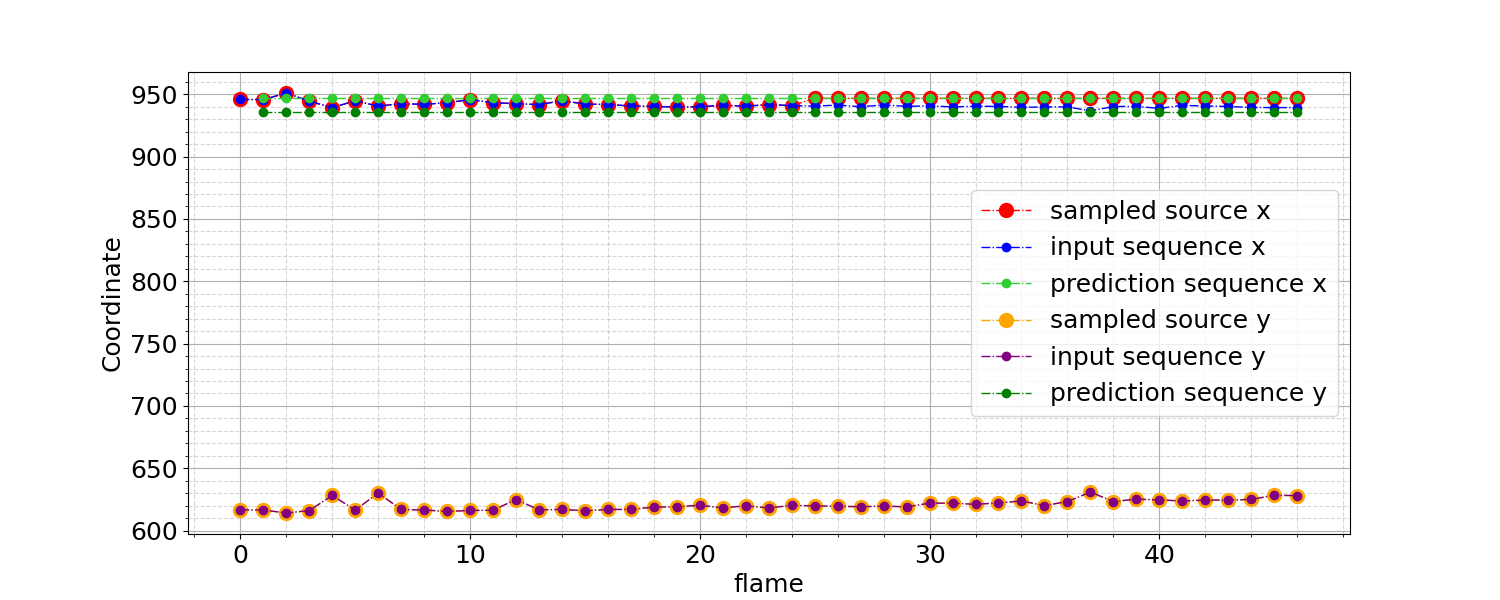 950
900
850
800
750
700
650
600
Coordinate
sampled source x
input sequence x
prediction sequence x
sampled source y
input sequence y
prediction sequence y
0
10
20
30
40
flame